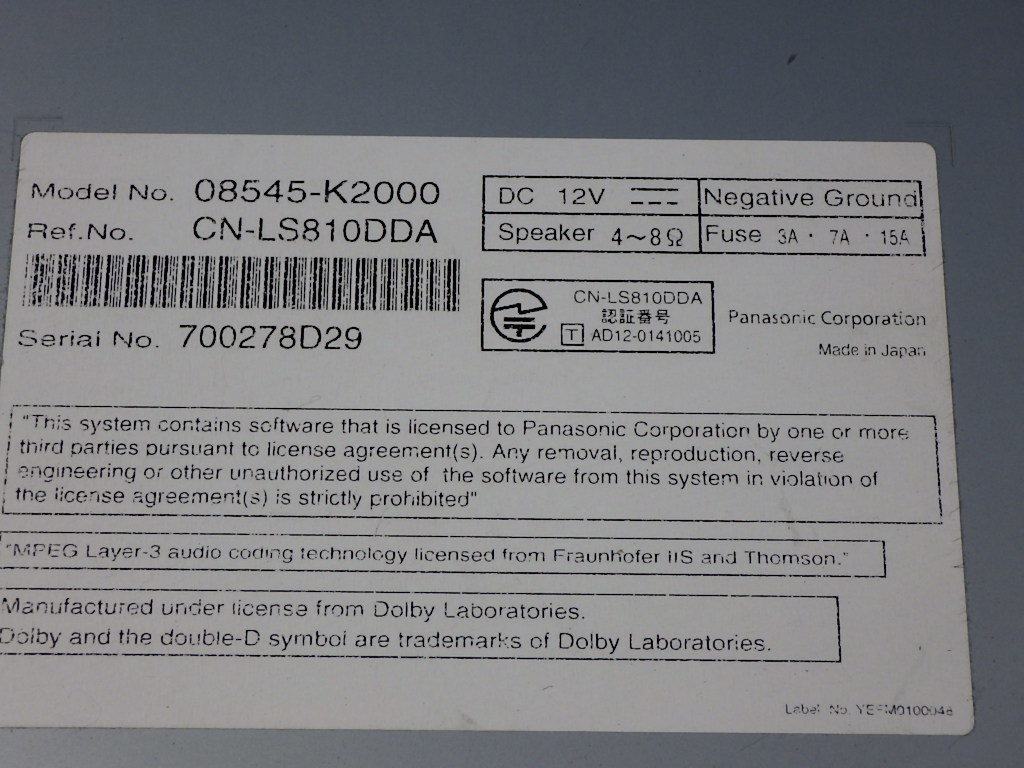 Model No. 08545-K2000
Ref.No. CN-LS810DDA
Serial No. 700278D29
DC 12V
Negative Ground
Speaker 4～8Ω
Fuse 3A · 7A · 15A
CN-LS810DDA
認証番号
T AD12-0141005
Panasonic Corporation
Made in Japan
"This system contains software that is licensed to Panasonic Corporation by one or more
third parties pursuant to license agreement(s). Any removal, reproduction, reverse
engineering or other unauthorized use of the software from this system in violation of
the license agreement(s) is strictly prohibited"
"MPEG Layer-3 audio coding technology licensed from Fraunhofer IIS and Thomson."
Manufactured under license from Dolby Laboratories.
Dolby and the double-D symbol are trademarks of Dolby Laboratories.
Label No.